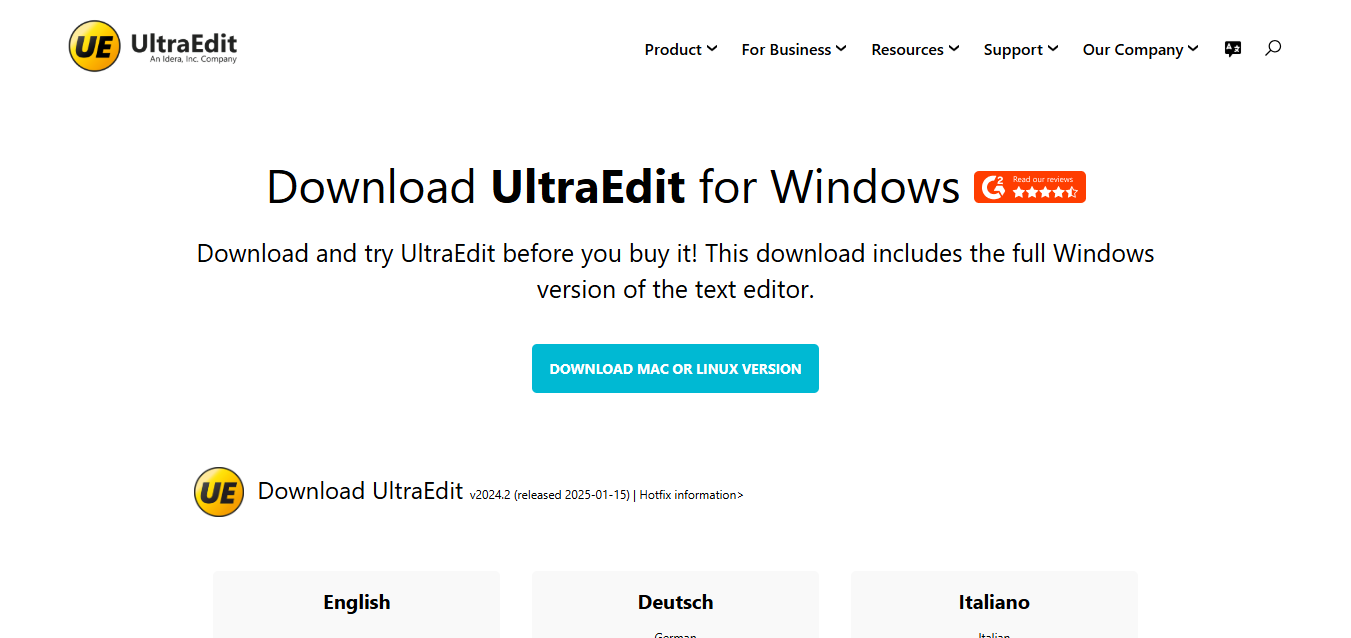 UE UltraEdit
An Idera, Inc. Company
Product For Business Resources Support Our Company
Download UltraEdit for Windows
Read our reviews
Download and try UltraEdit before you buy it! This download includes the full Windows
version of the text editor.
DOWNLOAD MAC OR LINUX VERSION
UE Download UltraEdit v2024.2 (released 2025-01-15) | Hotfix information>
English Deutsch Italiano
German Italian